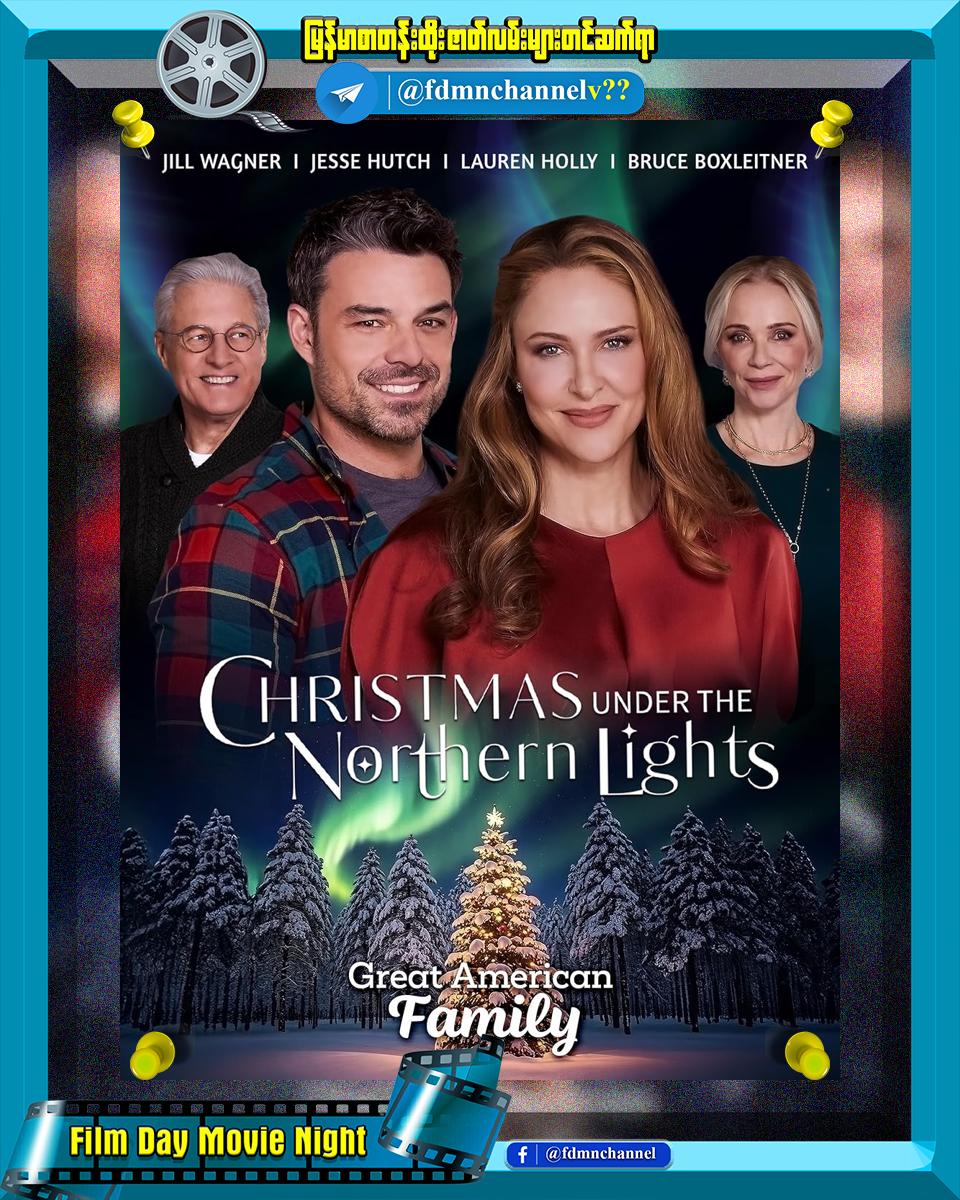 မြန်မာစာတန်းထိုးဇာတ်လမ်းများတင်ဆက်ရာ
@fdmnchannelv??
JILL WAGNER I JESSE HUTCH I LAUREN HOLLY I BRUCE BOXLEITNER
CHRISTMAS UNDER THE
Northern Lights
Great American
Family
Film Day Movie Night
f @fdmnchannel